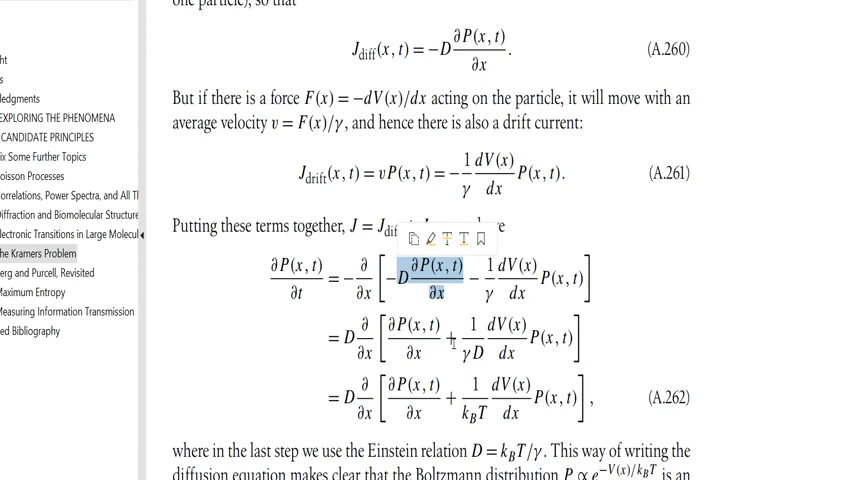 one particle), so that
J_diff(x, t) = −D ∂P(x, t)/∂x. (A.260)
But if there is a force F(x) = −dV(x)/dx acting on the particle, it will move with an
average velocity v = F(x)/γ, and hence there is also a drift current:
J_drift(x, t) = vP(x, t) = −1/γ dV(x)/dx P(x, t). (A.261)
Putting these terms together, J = J_dif
∂P(x, t)/∂t = −∂/∂x [−D ∂P(x, t)/∂x − 1/γ dV(x)/dx P(x, t)]
= D ∂/∂x [∂P(x, t)/∂x + 1/γD dV(x)/dx P(x, t)]
= D ∂/∂x [∂P(x, t)/∂x + 1/k_BT dV(x)/dx P(x, t)], (A.262)
where in the last step we use the Einstein relation D = k_BT/γ. This way of writing the
diffusion equation makes clear that the Boltzmann distribution P ∝ e^−V(x)/k_BT is an
ght
s
ledgments
EXPLORING THE PHENOMENA
CANDIDATE PRINCIPLES
ix Some Further Topics
oisson Processes
orrelations, Power Spectra, and All Tl
iffraction and Biomolecular Structure
lectronic Transitions in Large Molecul
he Kramers Problem
erg and Purcell, Revisited
Maximum Entropy
Measuring Information Transmission
ed Bibliography